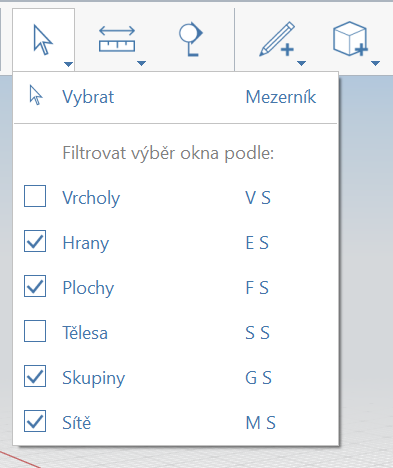 Vybrat Mezerník
Filtrovat výběr okna podle:
Vrcholy V S
Hrany E S
Plochy F S
Tělesa S S
Skupiny G S
Sítě M S